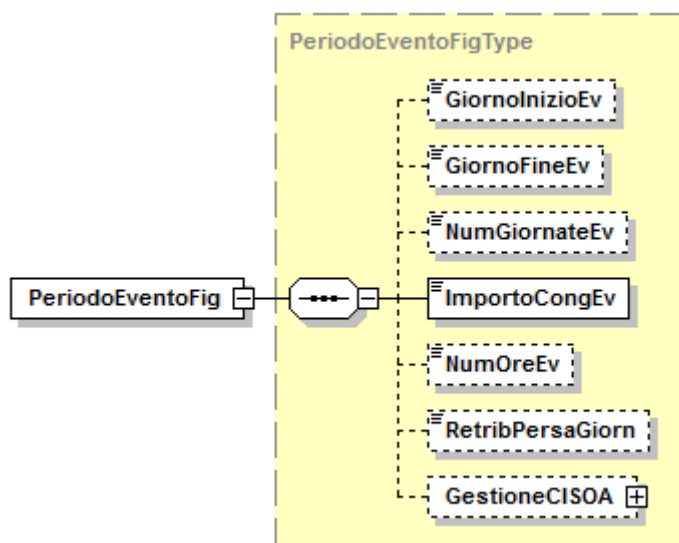 PeriodoEventoFigType
GiornoInizioEv
GiornoFineEv
NumGiornateEv
PeriodoEventoFig
ImportoCongEv
NumOreEv
RetribPersaGiorn
GestioneCISOA